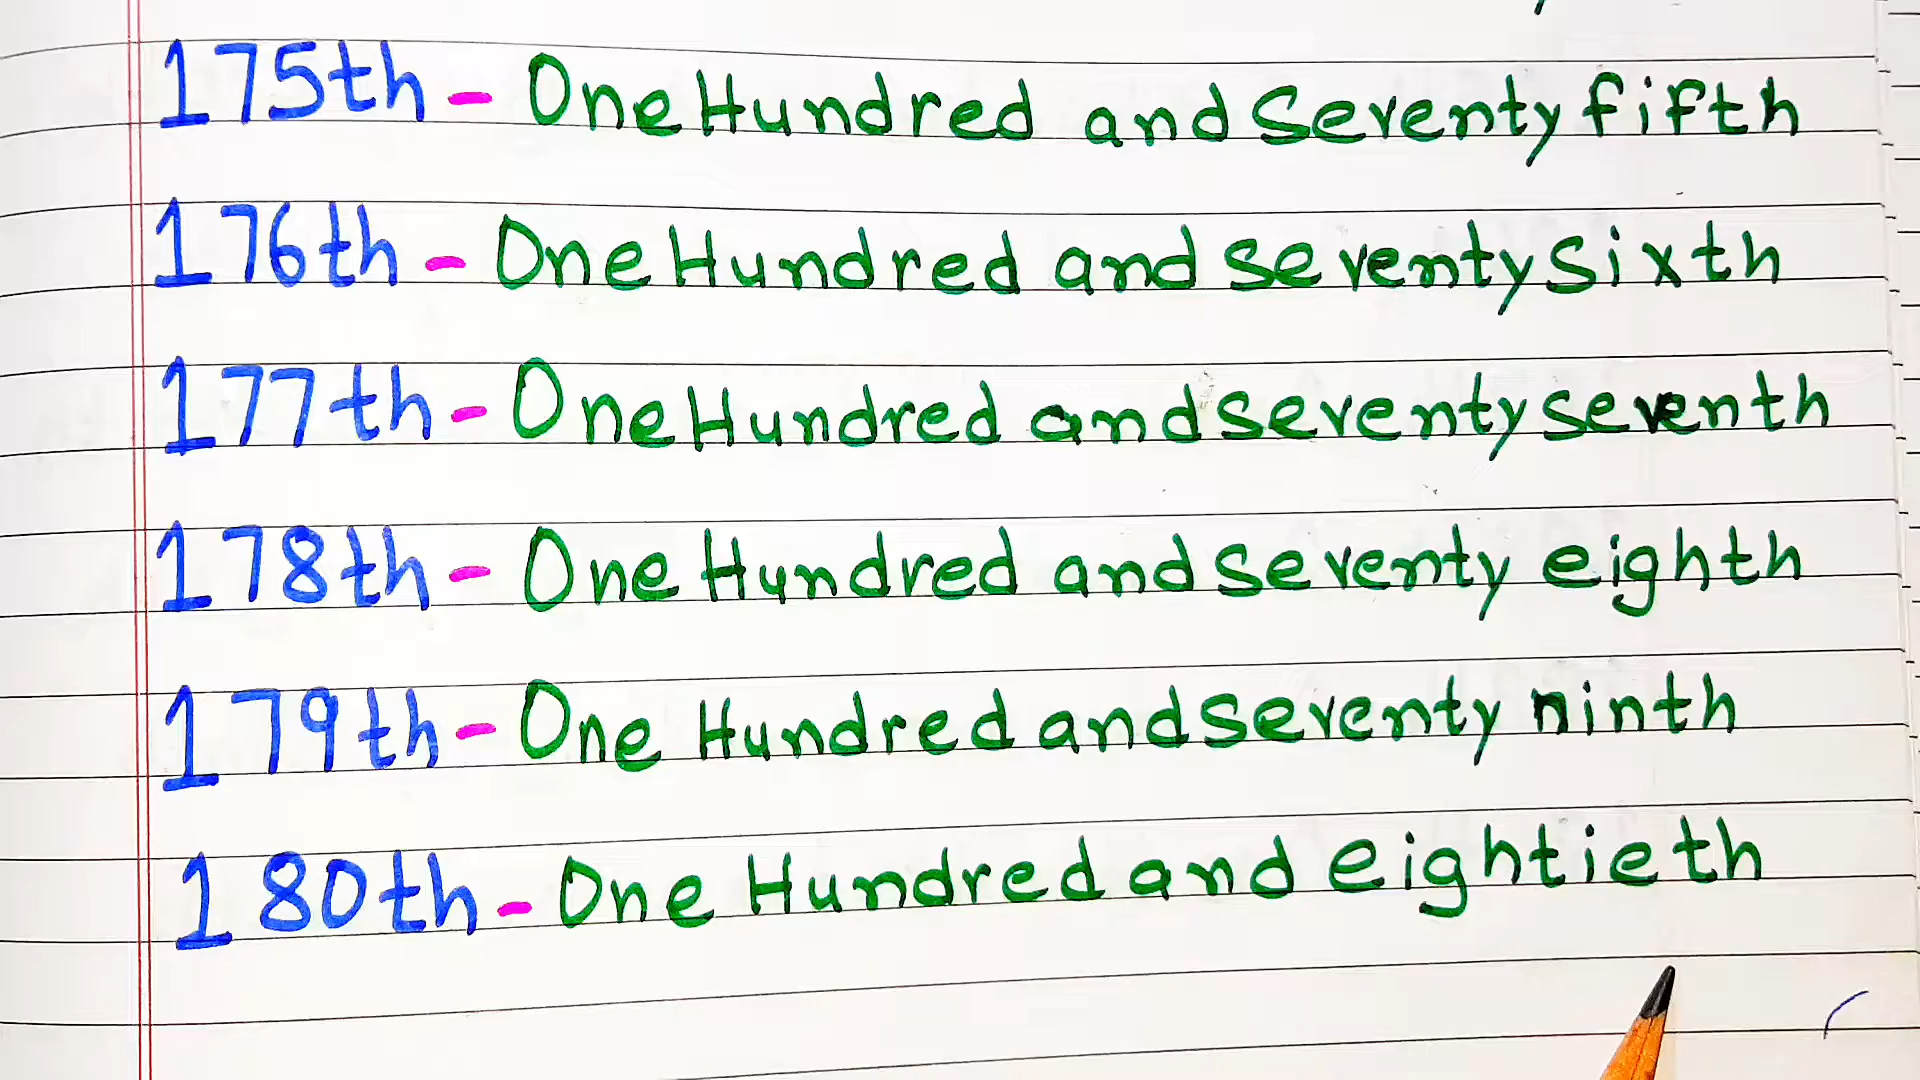 175th - One Hundred and Seventy fifth
176th - One Hundred and seventy sixth
177th - One Hundred and seventy seventh
178th - One Hundred and seventy eighth
179th - One Hundred and seventy ninth
180th - One Hundred and eightieth